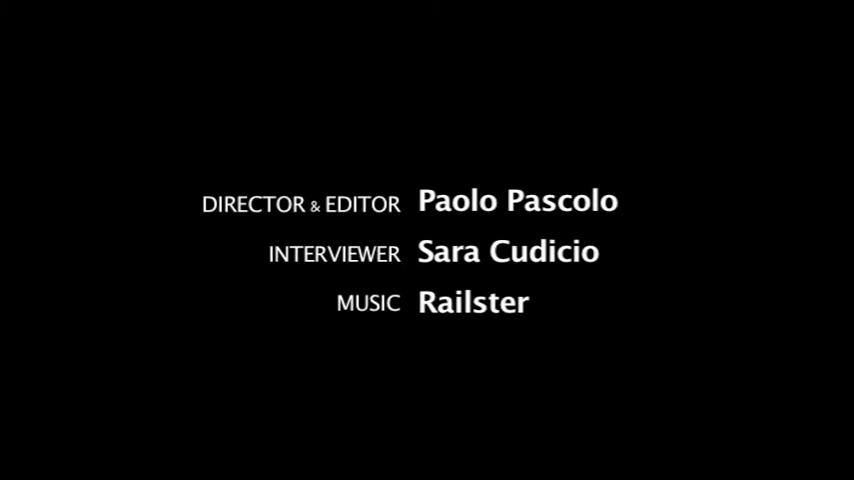 DIRECTOR & EDITOR Paolo Pascolo
INTERVIEWER Sara Cudicio
MUSIC Railster